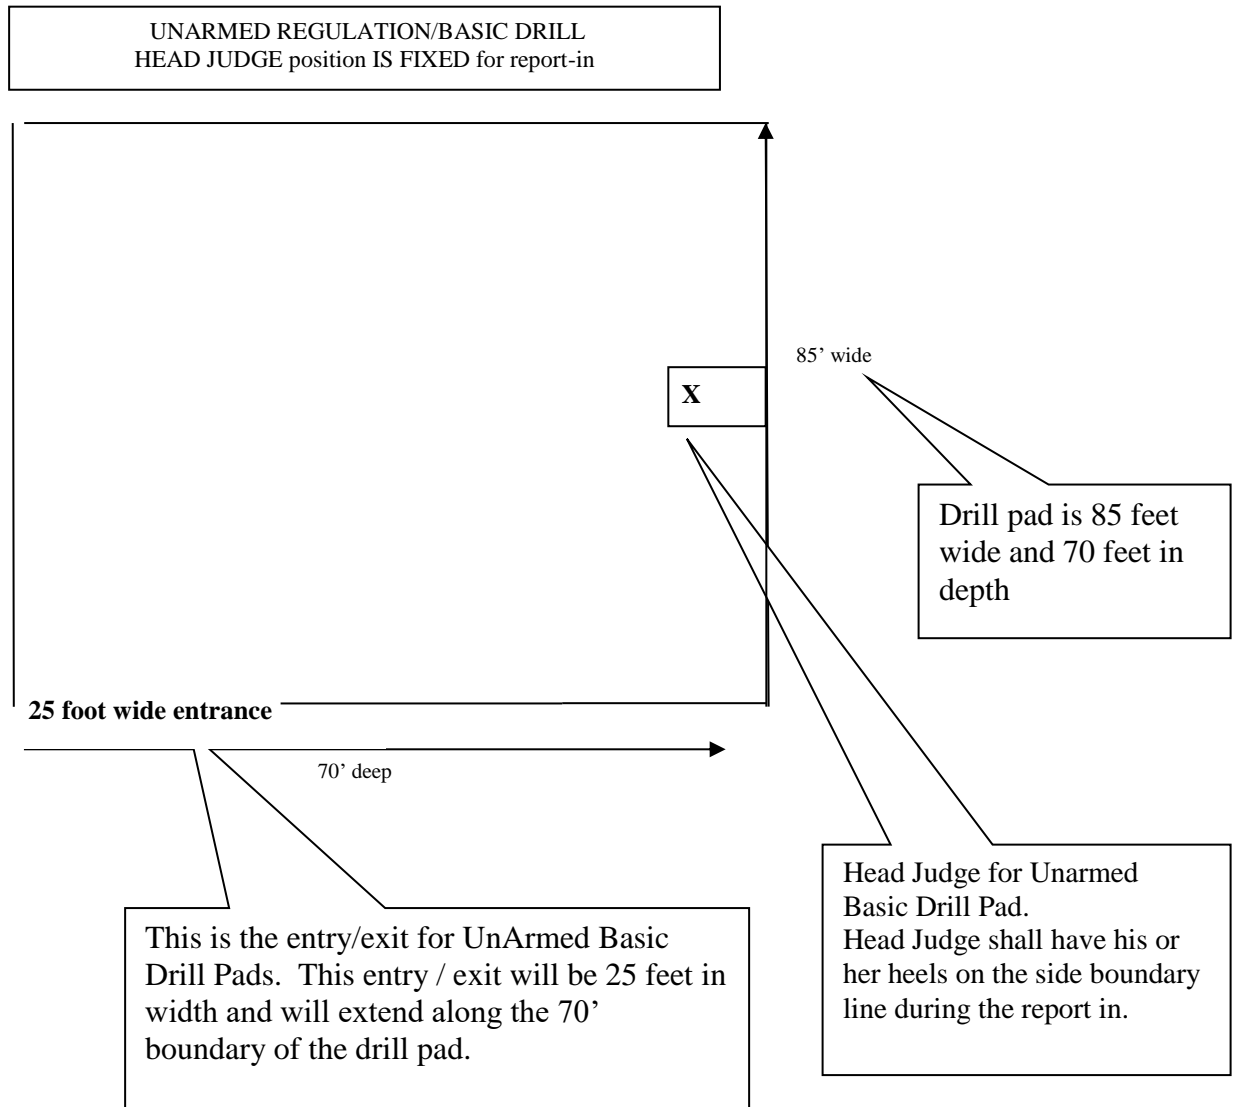 UNARMED REGULATION/BASIC DRILL
HEAD JUDGE position IS FIXED for report-in
85’ wide
X
Drill pad is 85 feet
wide and 70 feet in
depth
25 foot wide entrance
70’ deep
Head Judge for Unarmed
Basic Drill Pad.
Head Judge shall have his or
her heels on the side boundary
line during the report in.
This is the entry/exit for UnArmed Basic
Drill Pads.  This entry / exit will be 25 feet in
width and will extend along the 70’
boundary of the drill pad.